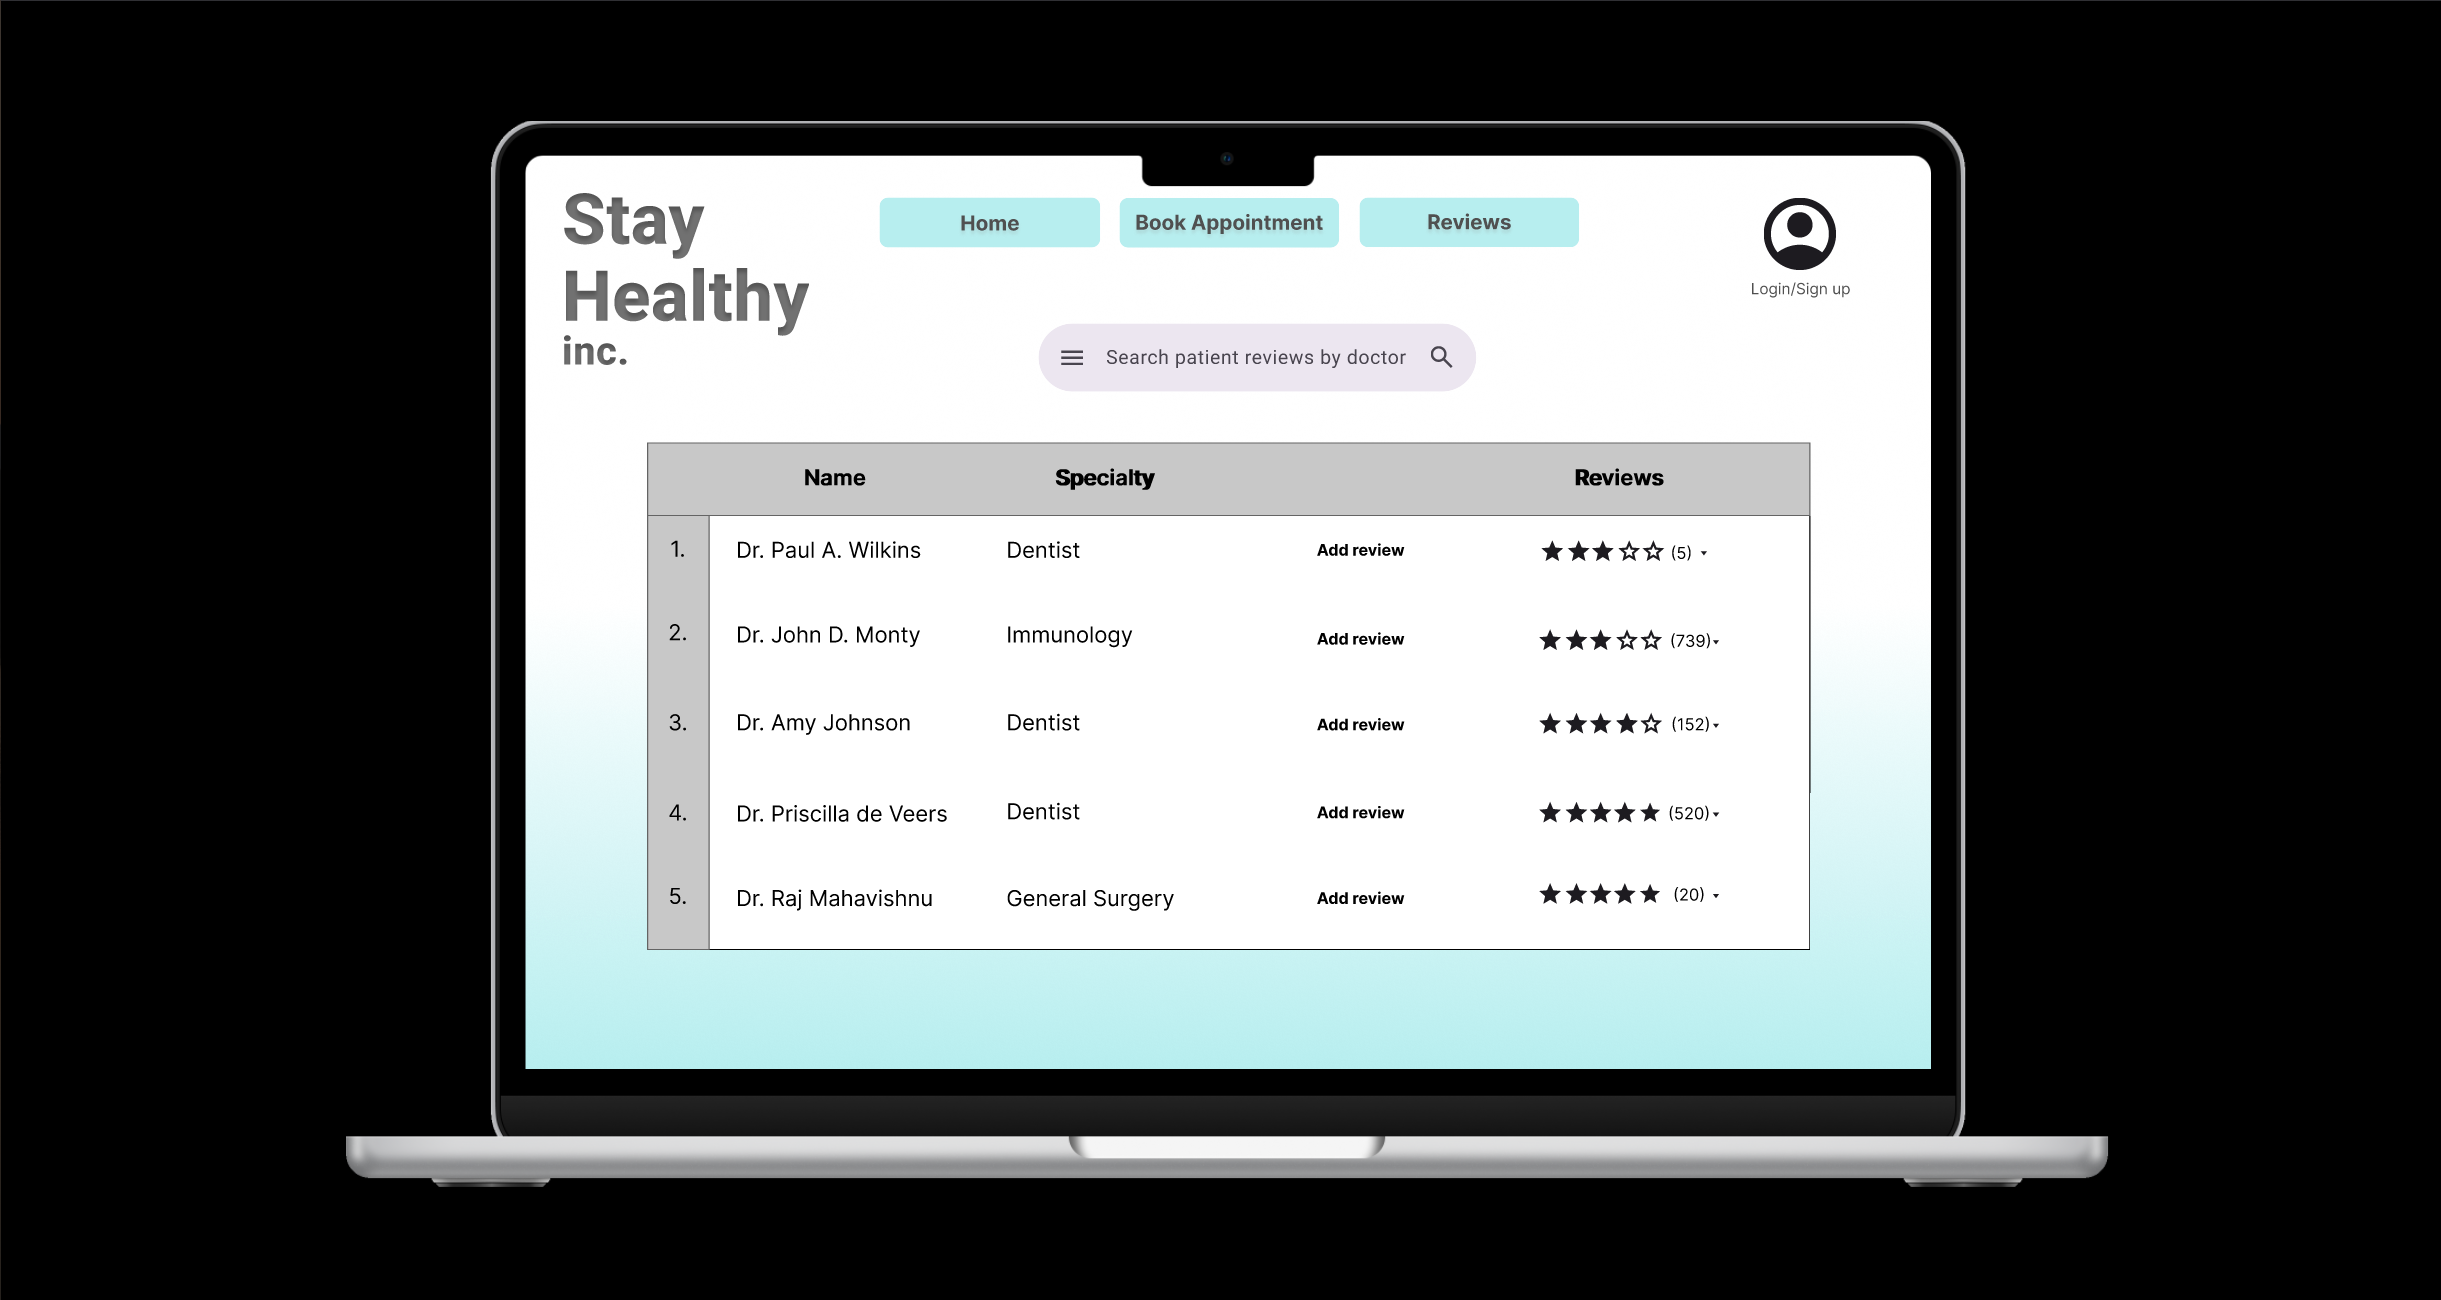 Stay
Healthy
inc.
Home
Book Appointment
Reviews
Login/Sign up
Search patient reviews by doctor
Name Specialty Reviews
1. Dr. Paul A. Wilkins Dentist Add review (5)
2. Dr. John D. Monty Immunology Add review (739)
3. Dr. Amy Johnson Dentist Add review (152)
4. Dr. Priscilla de Veers Dentist Add review (520)
5. Dr. Raj Mahavishnu General Surgery Add review (20)